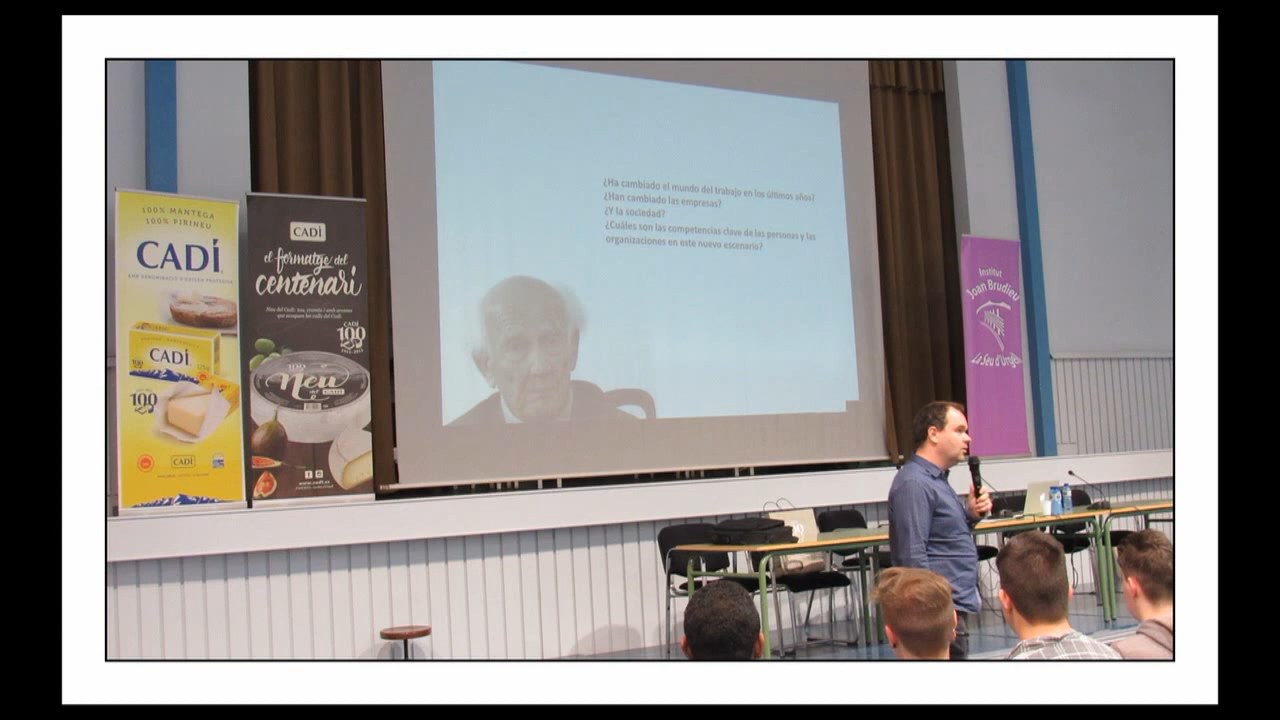 100% MANTEGA
100% PIRINEU
CADÍ
CADÍ
100
CADÍ
CADÍ
el formatge del
centenari
CADÍ
100
Neu
www.cadi.es
¿Ha cambiado el mundo del trabajo en los últimos años?
¿Han cambiado las empresas?
¿Y la sociedad?
¿Cuáles son las competencias clave de las personas y las
organizaciones en este nuevo escenario?
Institut
Joan Brudieu
La Seu d'Urgell